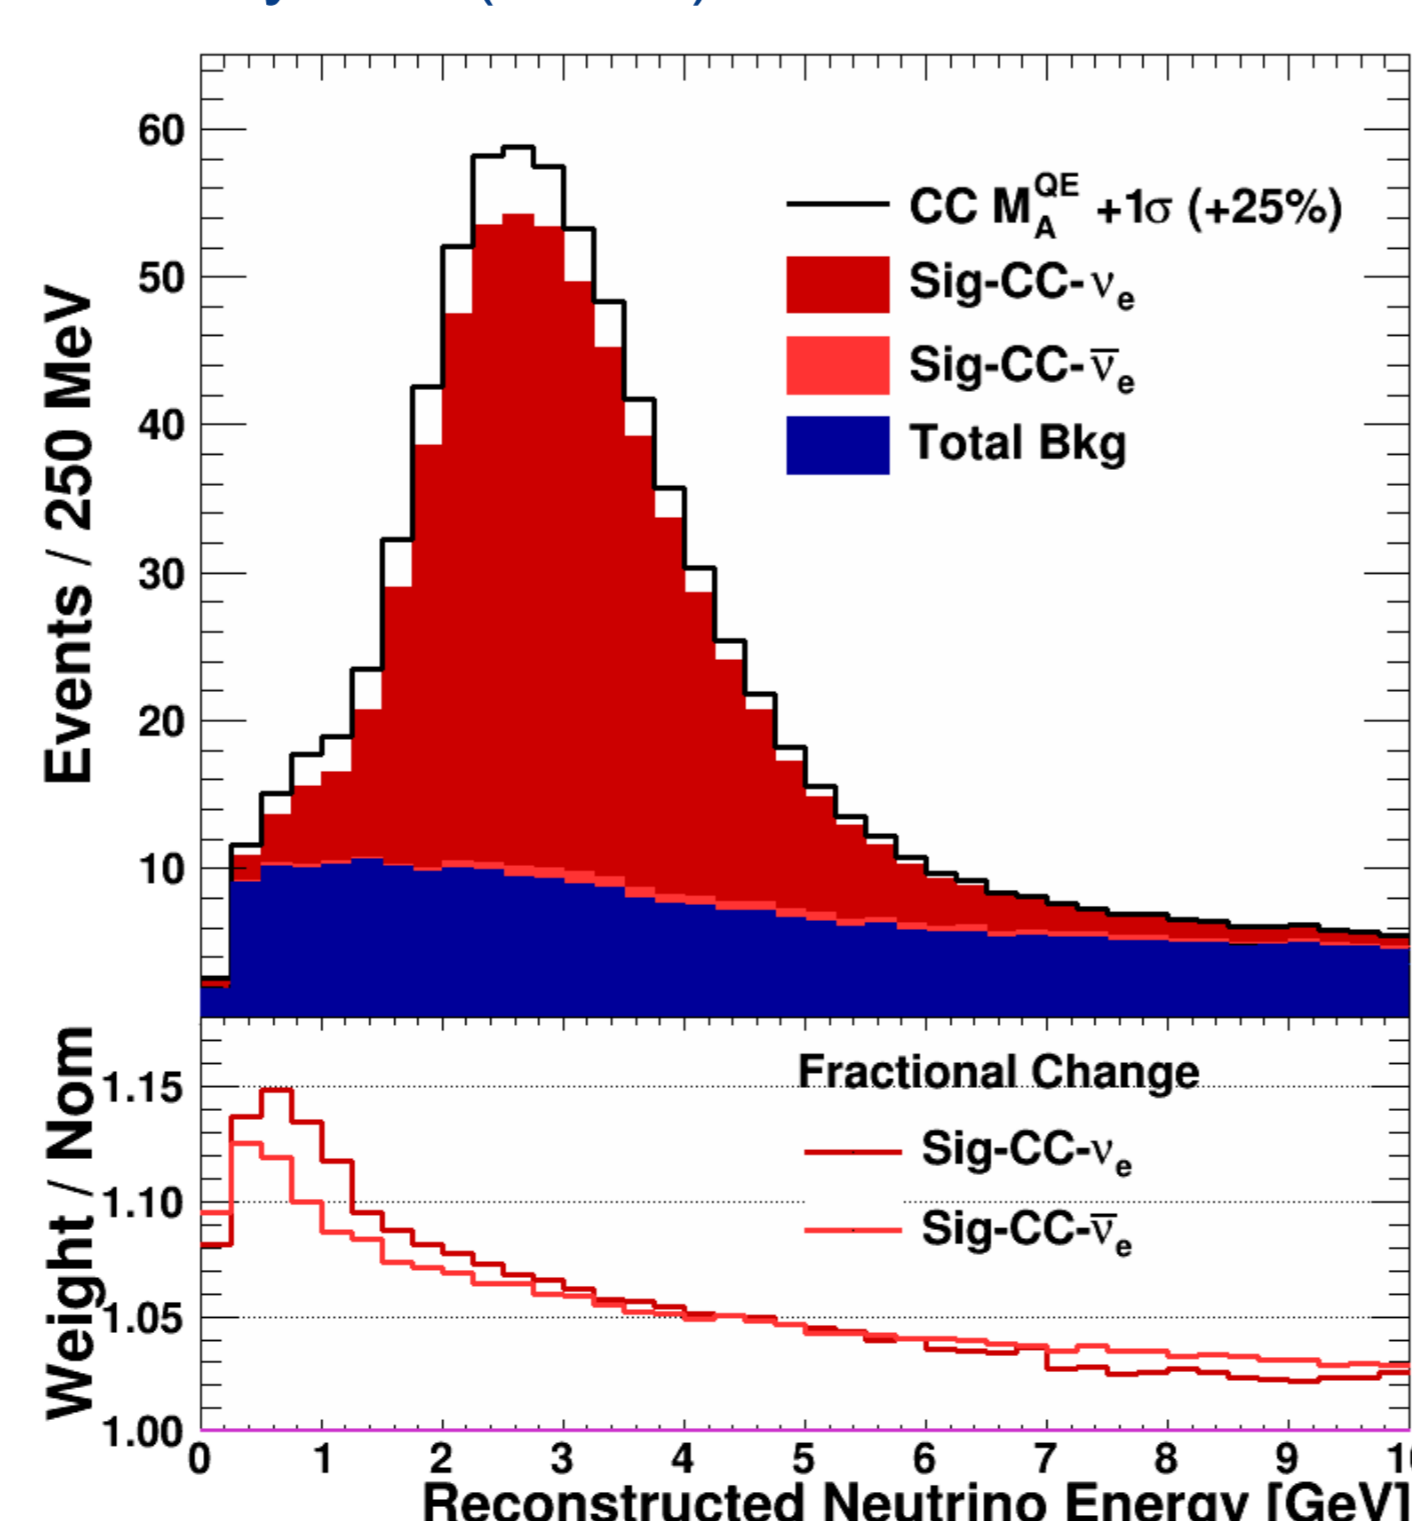 60
50
40
30
20
10
Events / 250 MeV
CC M_A^QE +1σ (+25%)
Sig-CC-ν_e
Sig-CC-ν̅_e
Total Bkg
Weight / Nom
1.15
1.10
1.05
1.00
Fractional Change
Sig-CC-ν_e
Sig-CC-ν̅_e
0 1 2 3 4 5 6 7 8 9
Reconstructed Neutrino Energy [GeV]